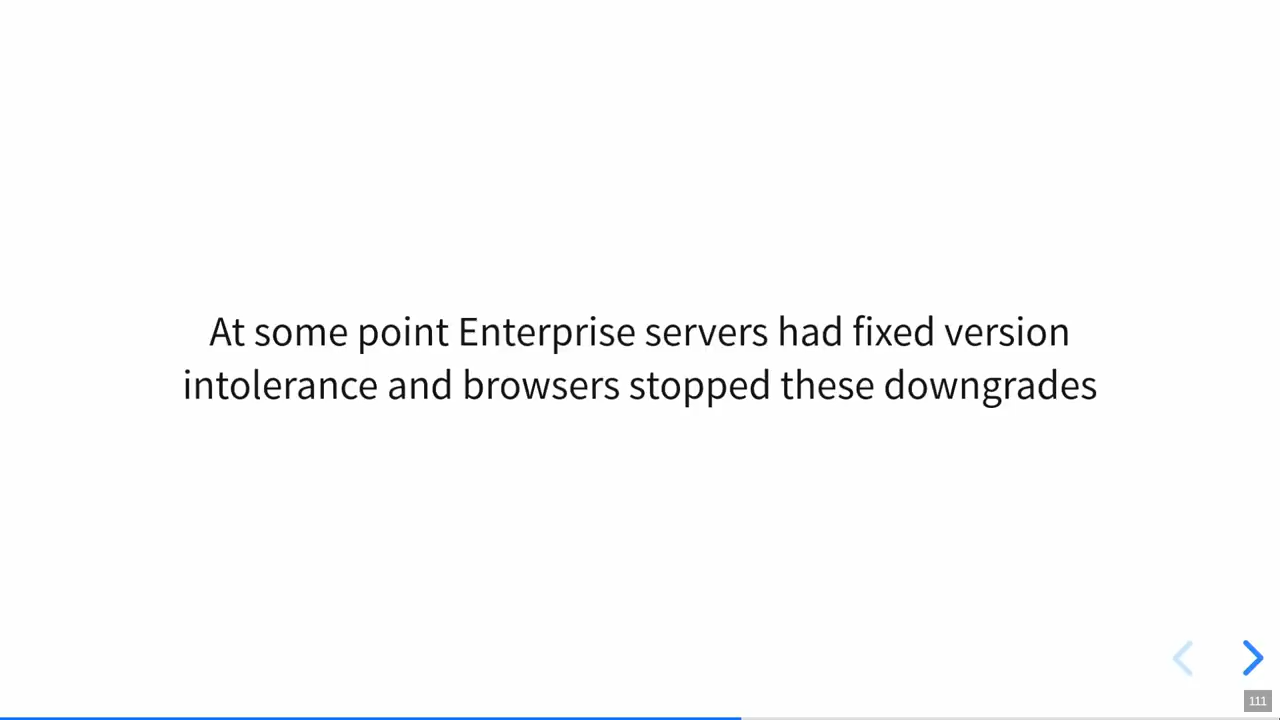 At some point Enterprise servers had fixed version
intolerance and browsers stopped these downgrades
111